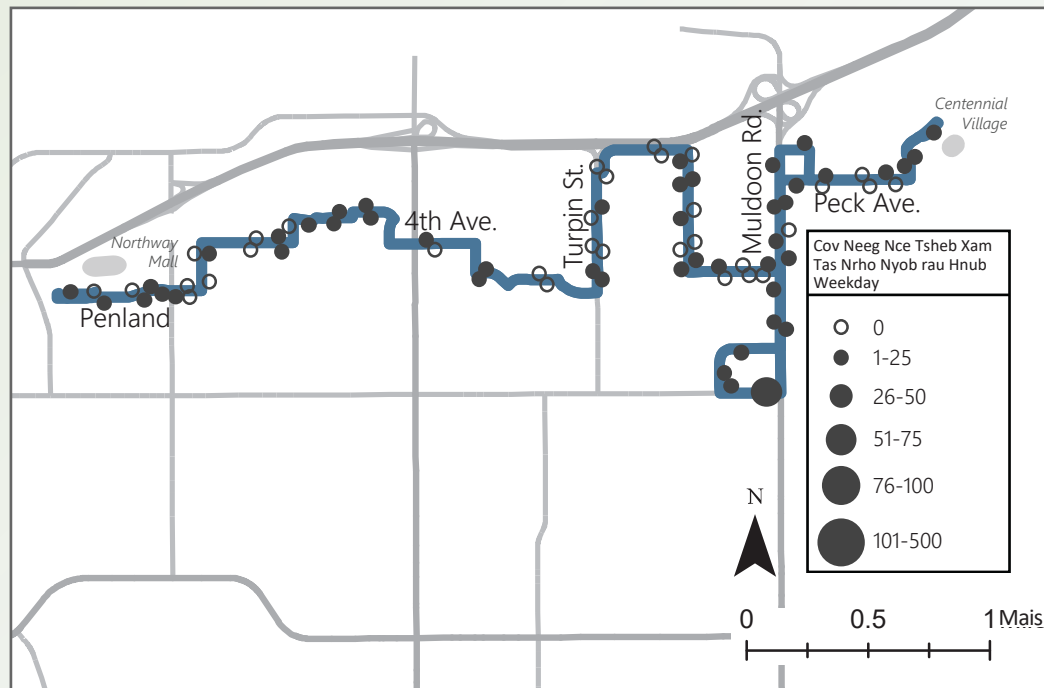 Centennial
Village
Muldoon Rd.
Turpin St.
Peck Ave.
4th Ave.
Northway
Mall
Penland
Cov Neeg Nce Tsheb Xam
Tas Nrho Nyob rau Hnub
Weekday
0
1-25
26-50
51-75
76-100
101-500
N
0 0.5 1 Mais